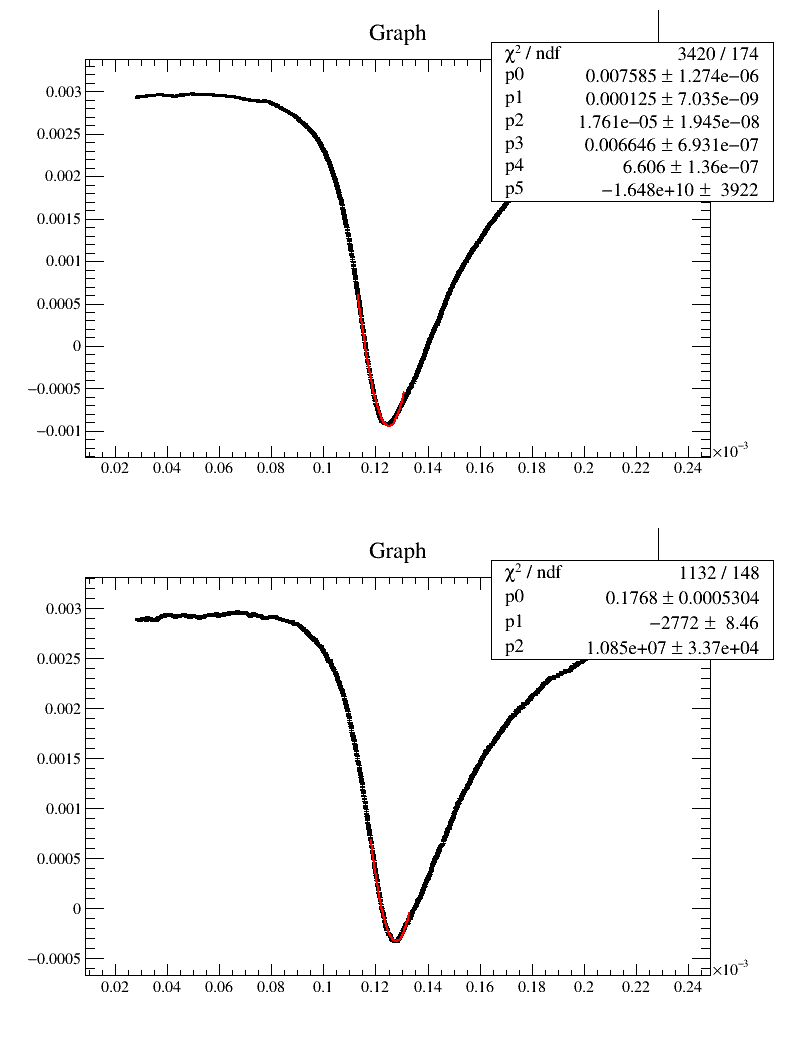 Graph
χ² / ndf 3420 / 174
p0 0.007585 ± 1.274e−06
p1 0.000125 ± 7.035e−09
p2 1.761e−05 ± 1.945e−08
p3 0.006646 ± 6.931e−07
p4 6.606 ± 1.36e−07
p5 −1.648e+10 ± 3922
0.003
0.0025
0.002
0.0015
0.001
0.0005
0
−0.0005
−0.001
×10⁻³
0.02 0.04 0.06 0.08 0.1 0.12 0.14 0.16 0.18 0.2 0.22 0.24
Graph
χ² / ndf 1132 / 148
p0 0.1768 ± 0.0005304
p1 −2772 ± 8.46
p2 1.085e+07 ± 3.37e+04
0.003
0.0025
0.002
0.0015
0.001
0.0005
0
−0.0005
×10⁻³
0.02 0.04 0.06 0.08 0.1 0.12 0.14 0.16 0.18 0.2 0.22 0.24